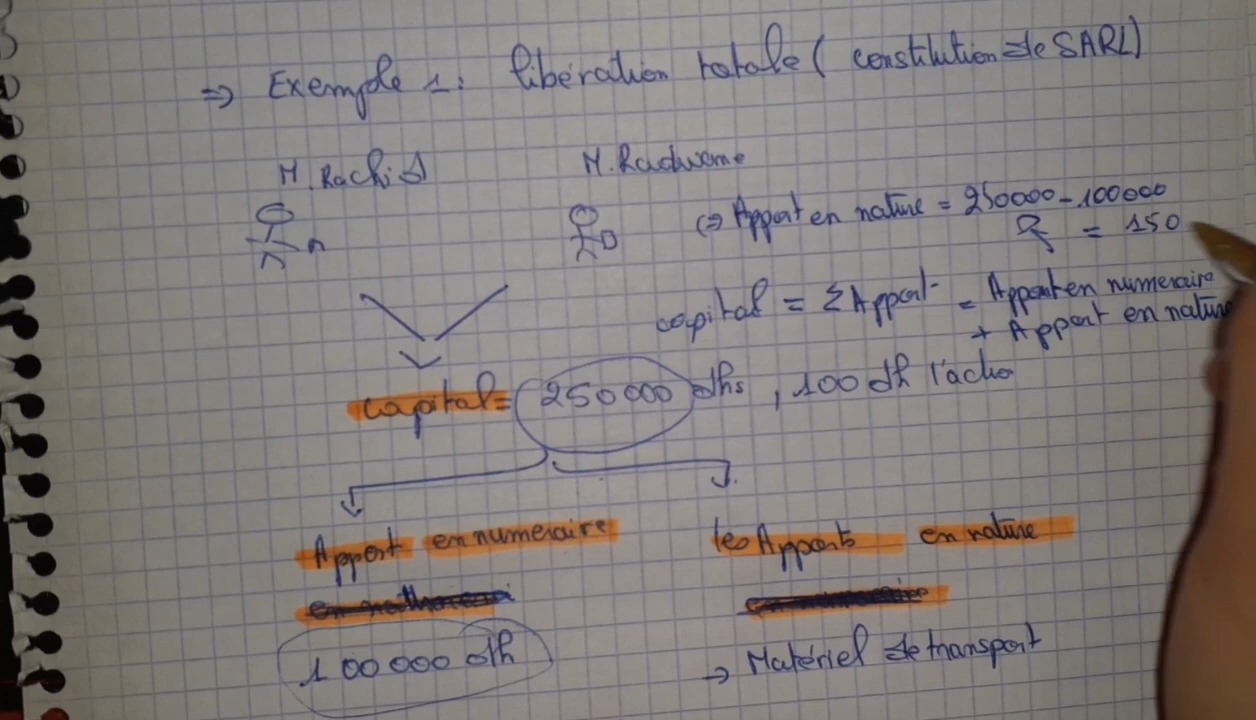 ⇒ Exemple 1: libération totale ( constitution de SARL)
M. Rachid M. Radwane
(⇒ Apport en nature = 250000 - 100000
= 150
capital = Σ Apport = Apport en numeraire
+ Apport en nature
capital = 250000 dhs , 100 dh l'actio
Apport en numeraire les Apports en nature
100 000 dh → Matériel de transport